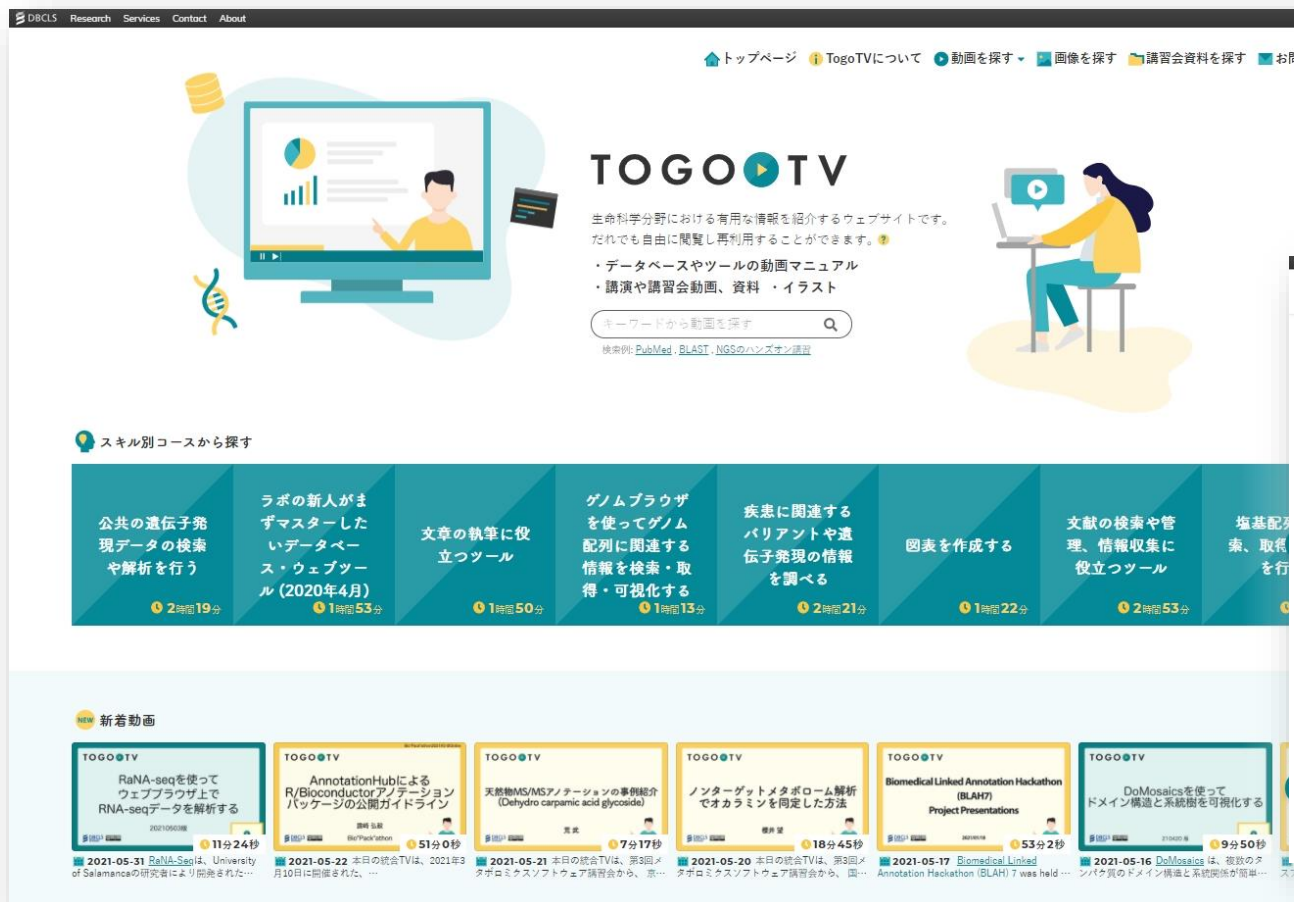 DBCLS Research Services Contact About
トップページ TogoTVについて 動画を探す 画像を探す 講習会資料を探す
TOGOTV
生命科学分野における有用な情報を紹介するウェブサイトです。
だれでも自由に閲覧し再利用することができます。
・データベースやツールの動画マニュアル
・講演や講習会動画、資料 ・イラスト
キーワードから動画を探す
検索例: PubMed , BLAST , NGSのハンズオン講習
スキル別コースから探す
公共の遺伝子発
現データの検索
や解析を行う
2時間19分
ラボの新人がま
ずマスターした
いデータベー
ス・ウェブツー
ル (2020年4月)
1時間53分
文章の執筆に役
立つツール
1時間50分
ゲノムブラウザ
を使ってゲノム
配列に関連する
情報を検索・取
得・可視化する
1時間13分
疾患に関連する
バリアントや遺
伝子発現の情報
を調べる
2時間21分
図表を作成する
1時間22分
文献の検索や管
理、情報収集に
役立つツール
2時間53分
NEW 新着動画
TOGOTV
RaNA-seqを使って
ウェブブラウザ上で
RNA-seqデータを解析する
20210503版
11分24秒
2021-05-31 RaNA-Seqは、University
of Salamancaの研究者により開発された…
TOGOTV
AnnotationHubによる
R/Bioconductorアノテーション
パッケージの公開ガイドライン
Bio"Pack"athon
51分0秒
2021-05-22 本日の統合TVは、2021年3
月10日に開催された、…
TOGOTV
天然物MS/MSアノテーションの事例紹介
(Dehydro carpamic acid glycoside)
7分17秒
2021-05-21 本日の統合TVは、第3回メ
タボロミクスソフトウェア講習会から、 京…
TOGOTV
ノンターゲットメタボローム解析
でオカラミンを同定した方法
櫻井 望
18分45秒
2021-05-20 本日の統合TVは、第3回メ
タボロミクスソフトウェア講習会から、 国…
TOGOTV
Biomedical Linked Annotation Hackathon
(BLAH7)
Project Presentations
53分2秒
2021-05-17 Biomedical Linked
Annotation Hackathon (BLAH) 7 was held …
TOGOTV
DoMosaicsを使って
ドメイン構造と系統樹を可視化する
9分50秒
2021-05-16 DoMosaics は、複数のタ
ンパク質のドメイン構造と系統関係が簡単…